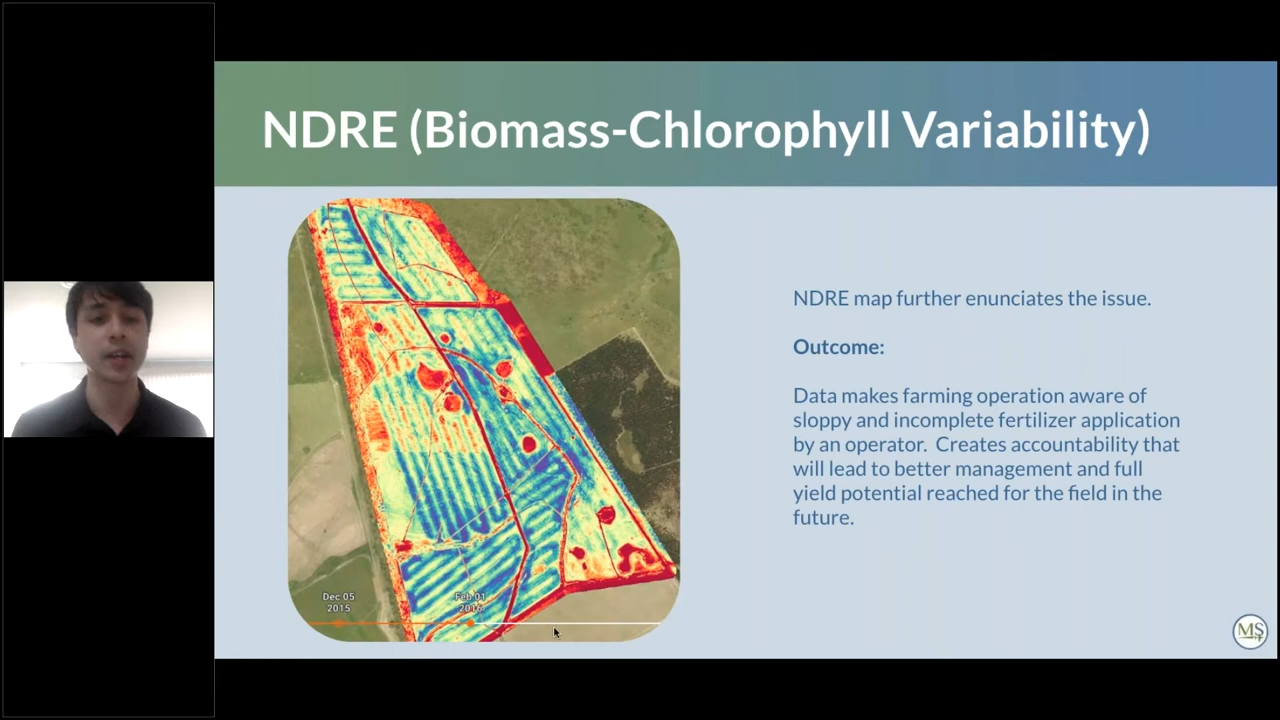 NDRE (Biomass-Chlorophyll Variability)
NDRE map further enunciates the issue.
Outcome:
Data makes farming operation aware of
sloppy and incomplete fertilizer application
by an operator. Creates accountability that
will lead to better management and full
yield potential reached for the field in the
future.
Dec 05
2015
Feb 01
2016
MS